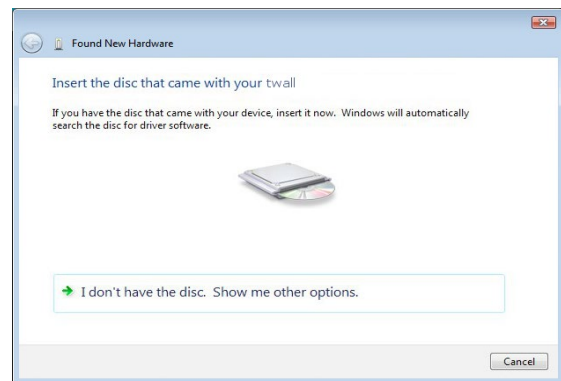 Found New Hardware
Insert the disc that came with your twall
If you have the disc that came with your device, insert it now.  Windows will automatically
search the disc for driver software.
I don't have the disc.  Show me other options.
Cancel